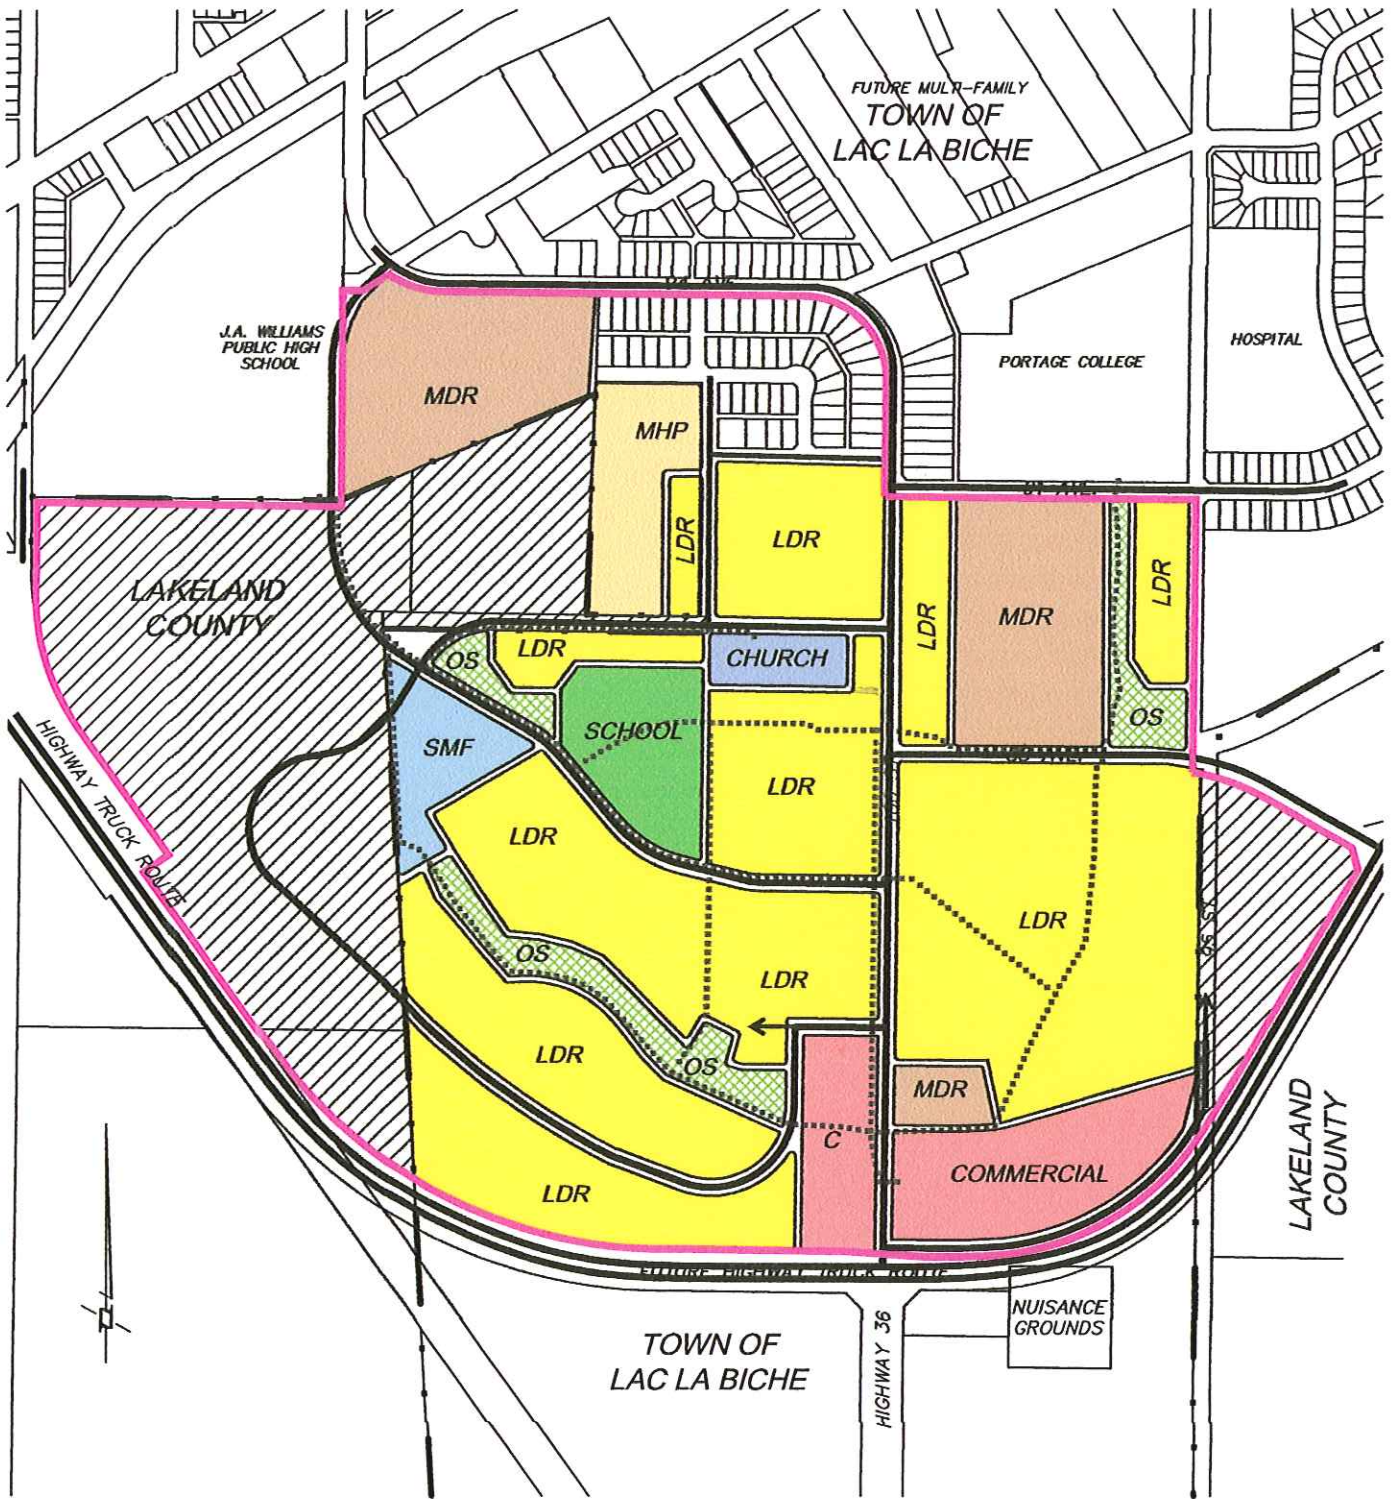 FUTURE MULTI-FAMILY
TOWN OF
LAC LA BICHE
J.A. WILLIAMS
PUBLIC HIGH
SCHOOL
PORTAGE COLLEGE
HOSPITAL
MDR
MHP
LDR
LDR
LDR
MDR
LDR
LAKELAND
COUNTY
OS
LDR
CHURCH
OS
SMF
SCHOOL
LDR
HIGHWAY TRUCK ROUTE
LDR
LDR
OS
LDR
LDR
OS
MDR
C
COMMERCIAL
LDR
LAKELAND
COUNTY
FUTURE HIGHWAY TRUCK ROUTE
NUISANCE
GROUNDS
HIGHWAY 36
TOWN OF
LAC LA BICHE